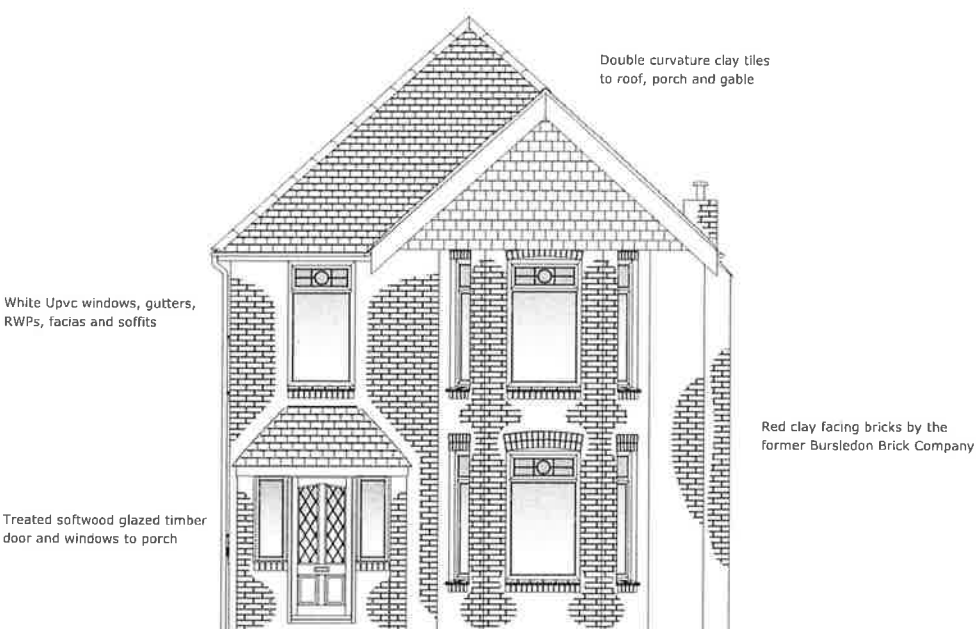 Double curvature clay tiles
to roof, porch and gable
White Upvc windows, gutters,
RWPs, facias and soffits
Red clay facing bricks by the
former Bursledon Brick Company
Treated softwood glazed timber
door and windows to porch